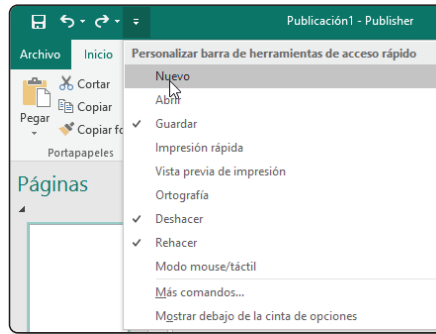 Publicación1 - Publisher
Archivo
Inicio
Personalizar barra de herramientas de acceso rápido
Pegar
Cortar
Copiar
Copiar fo
Portapapeles
Páginas
Nuevo
Abrir
Guardar
Impresión rápida
Vista previa de impresión
Ortografía
Deshacer
Rehacer
Modo mouse/táctil
Más comandos...
Mostrar debajo de la cinta de opciones